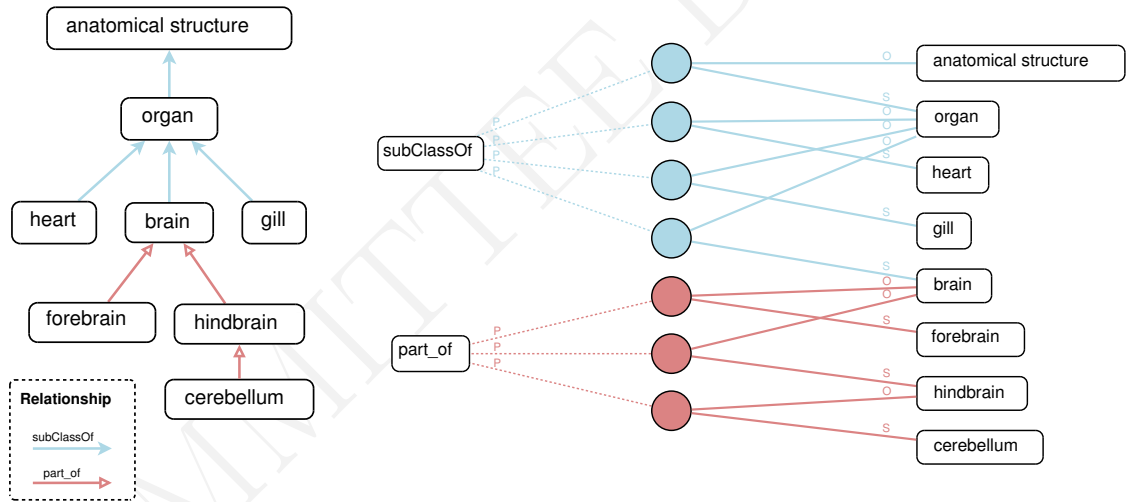 anatomical structure
organ
heart
brain
gill
forebrain
hindbrain
cerebellum
Relationship
subClassOf
part_of
subClassOf
P
P
P
P
part_of
P
P
P
O
S
O
O
O
S
S
S
O
O
S
S
O
S
anatomical structure
organ
heart
gill
brain
forebrain
hindbrain
cerebellum
MMITTEE